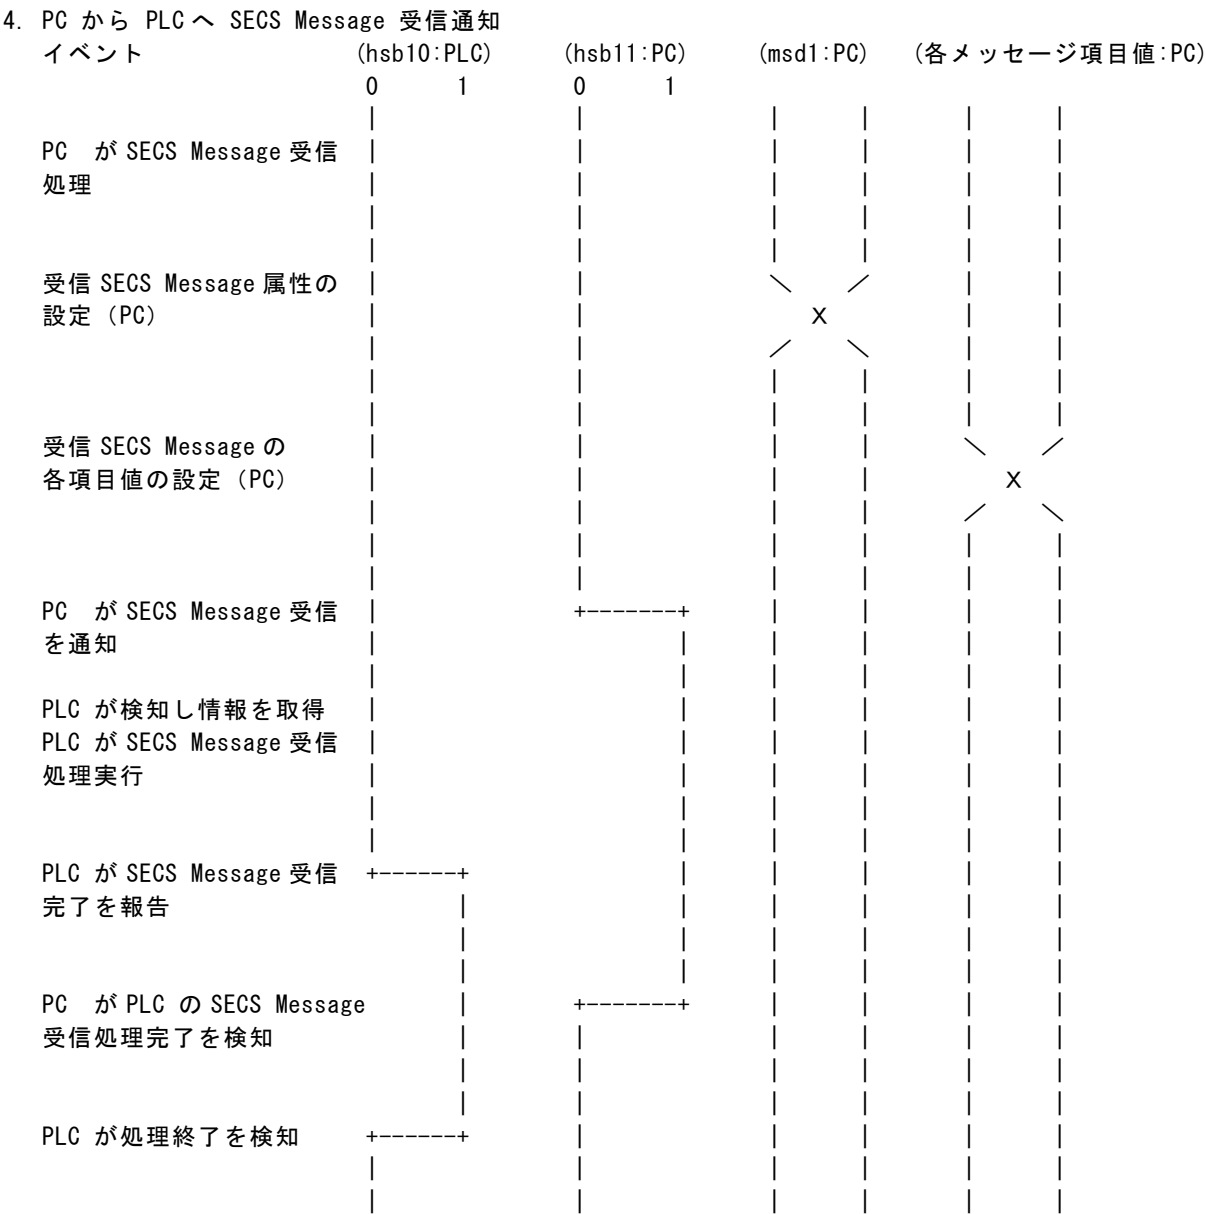 4. PC から PLC へ SECS Message 受信通知
イベント (hsb10:PLC) (hsb11:PC) (msd1:PC) (各メッセージ項目値:PC)
0 1 0 1
PC が SECS Message 受信
処理
受信 SECS Message 属性の
設定（PC） X
受信 SECS Message の
各項目値の設定（PC） X
PC が SECS Message 受信
を通知
PLC が検知し情報を取得
PLC が SECS Message 受信
処理実行
PLC が SECS Message 受信
完了を報告
PC が PLC の SECS Message
受信処理完了を検知
PLC が処理終了を検知